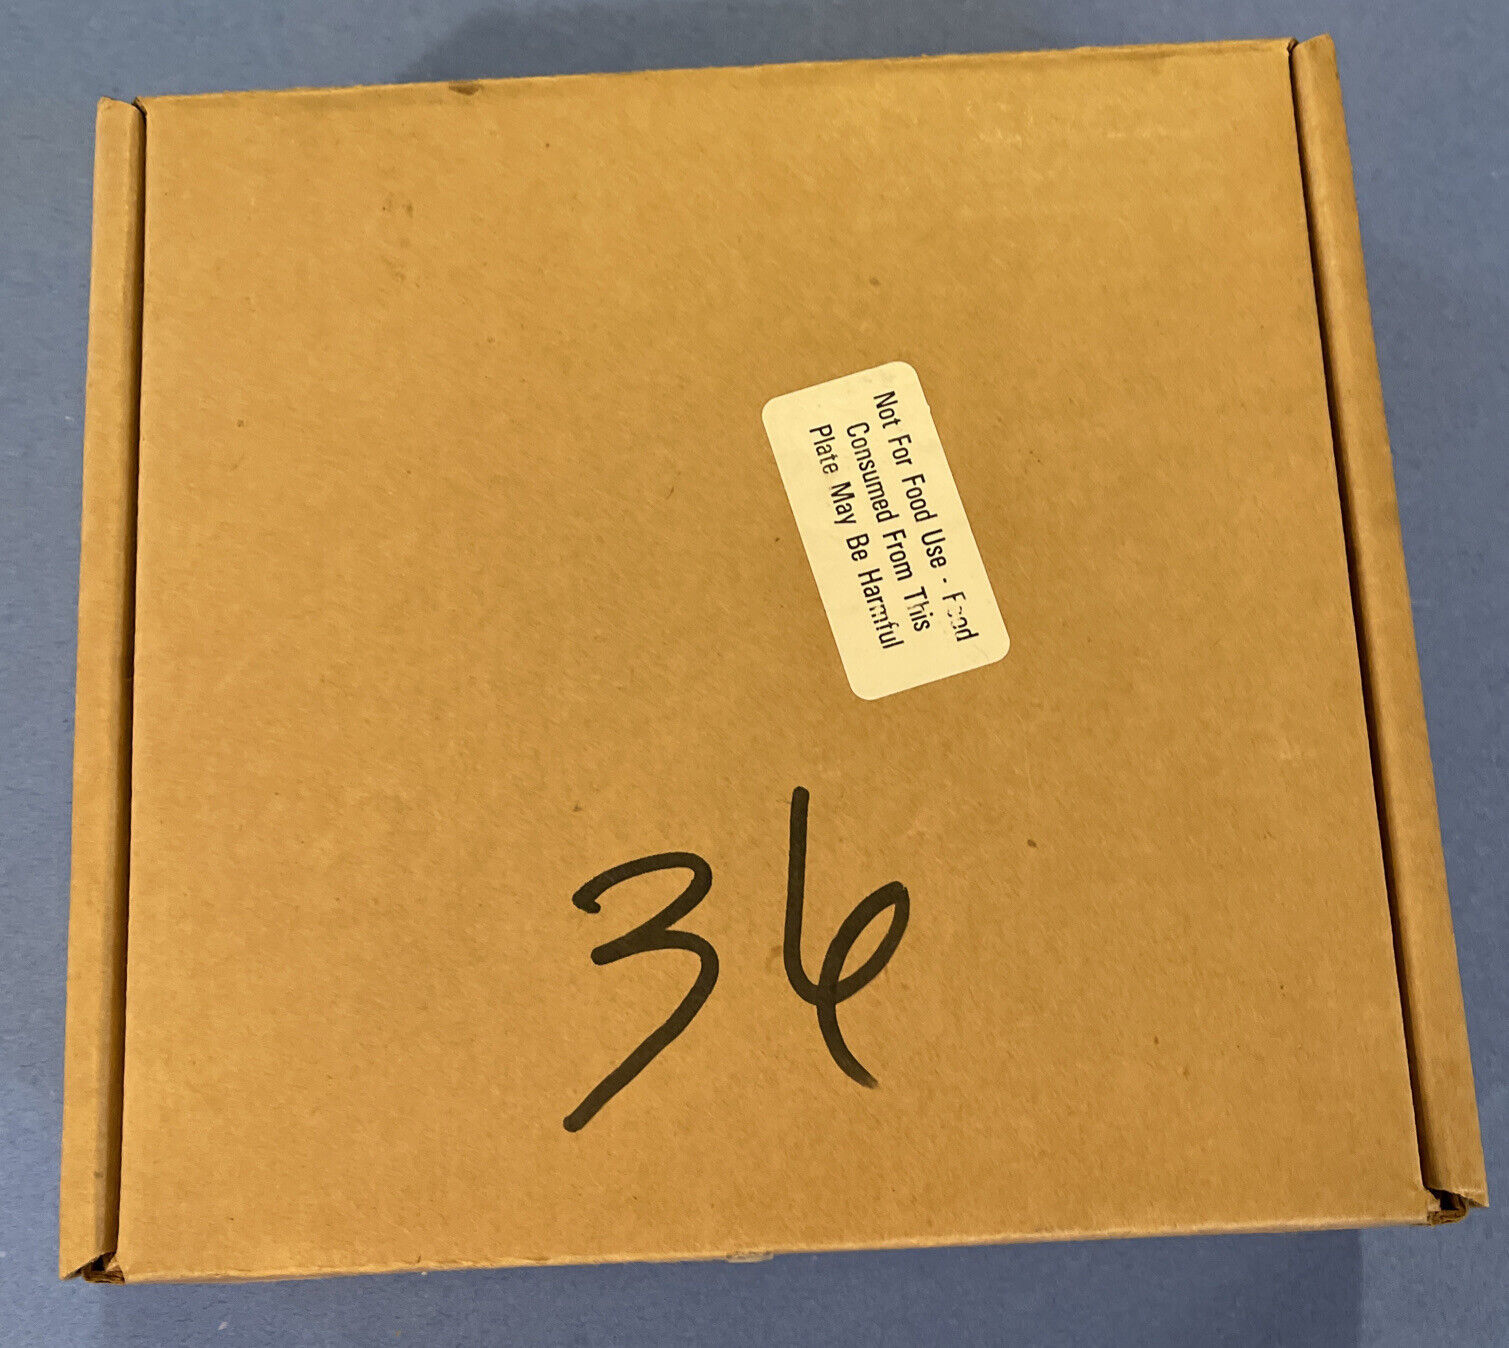 Not For Food Use - Food
Consumed From This
Plate May Be Harmful
36